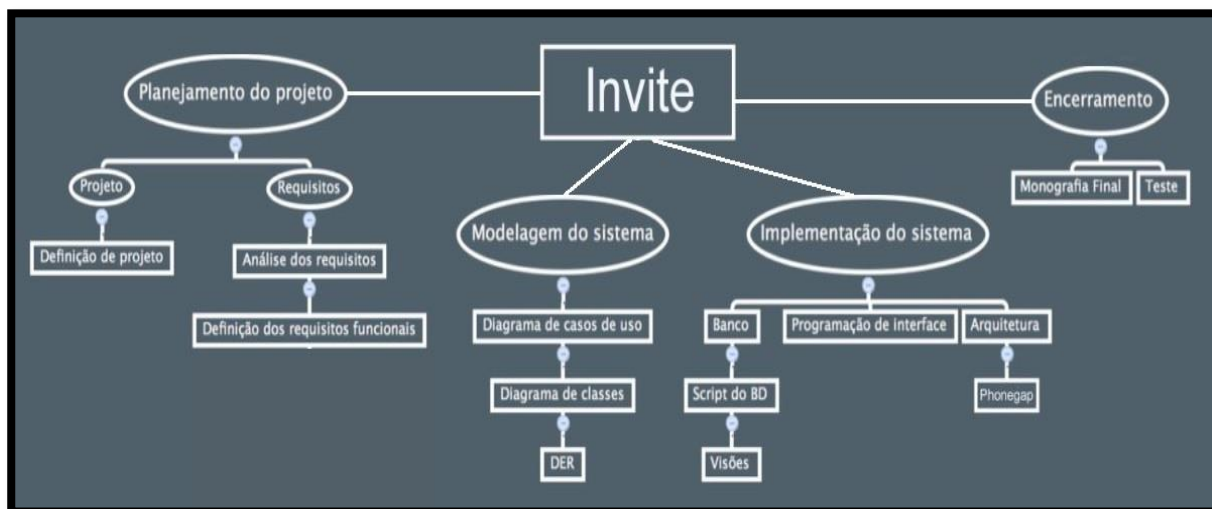 Invite
Planejamento do projeto
Encerramento
Projeto
Requisitos
Monografia Final
Teste
Definição de projeto
Análise dos requisitos
Definição dos requisitos funcionais
Modelagem do sistema
Implementação do sistema
Diagrama de casos de uso
Banco
Programação de interface
Arquitetura
Diagrama de classes
Script do BD
Phonegap
DER
Visões